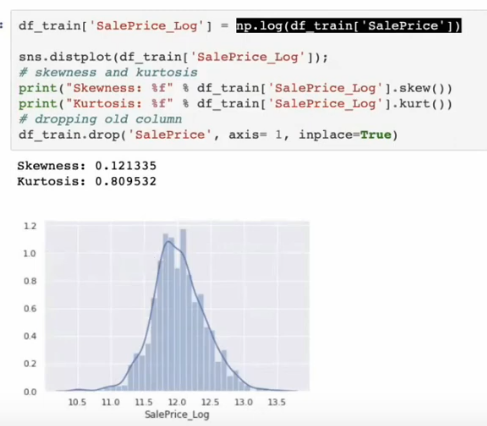 df_train['SalePrice_Log'] = np.log(df_train['SalePrice'])
sns.distplot(df_train['SalePrice_Log']);
# skewness and kurtosis
print("Skewness: %f" % df_train['SalePrice_Log'].skew())
print("Kurtosis: %f" % df_train['SalePrice_Log'].kurt())
# dropping old column
df_train.drop('SalePrice', axis= 1, inplace=True)
Skewness: 0.121335
Kurtosis: 0.809532
1.2
1.0
0.8
0.6
0.4
0.2
0.0
10.5 11.0 11.5 12.0 12.5 13.0 13.5
SalePrice_Log